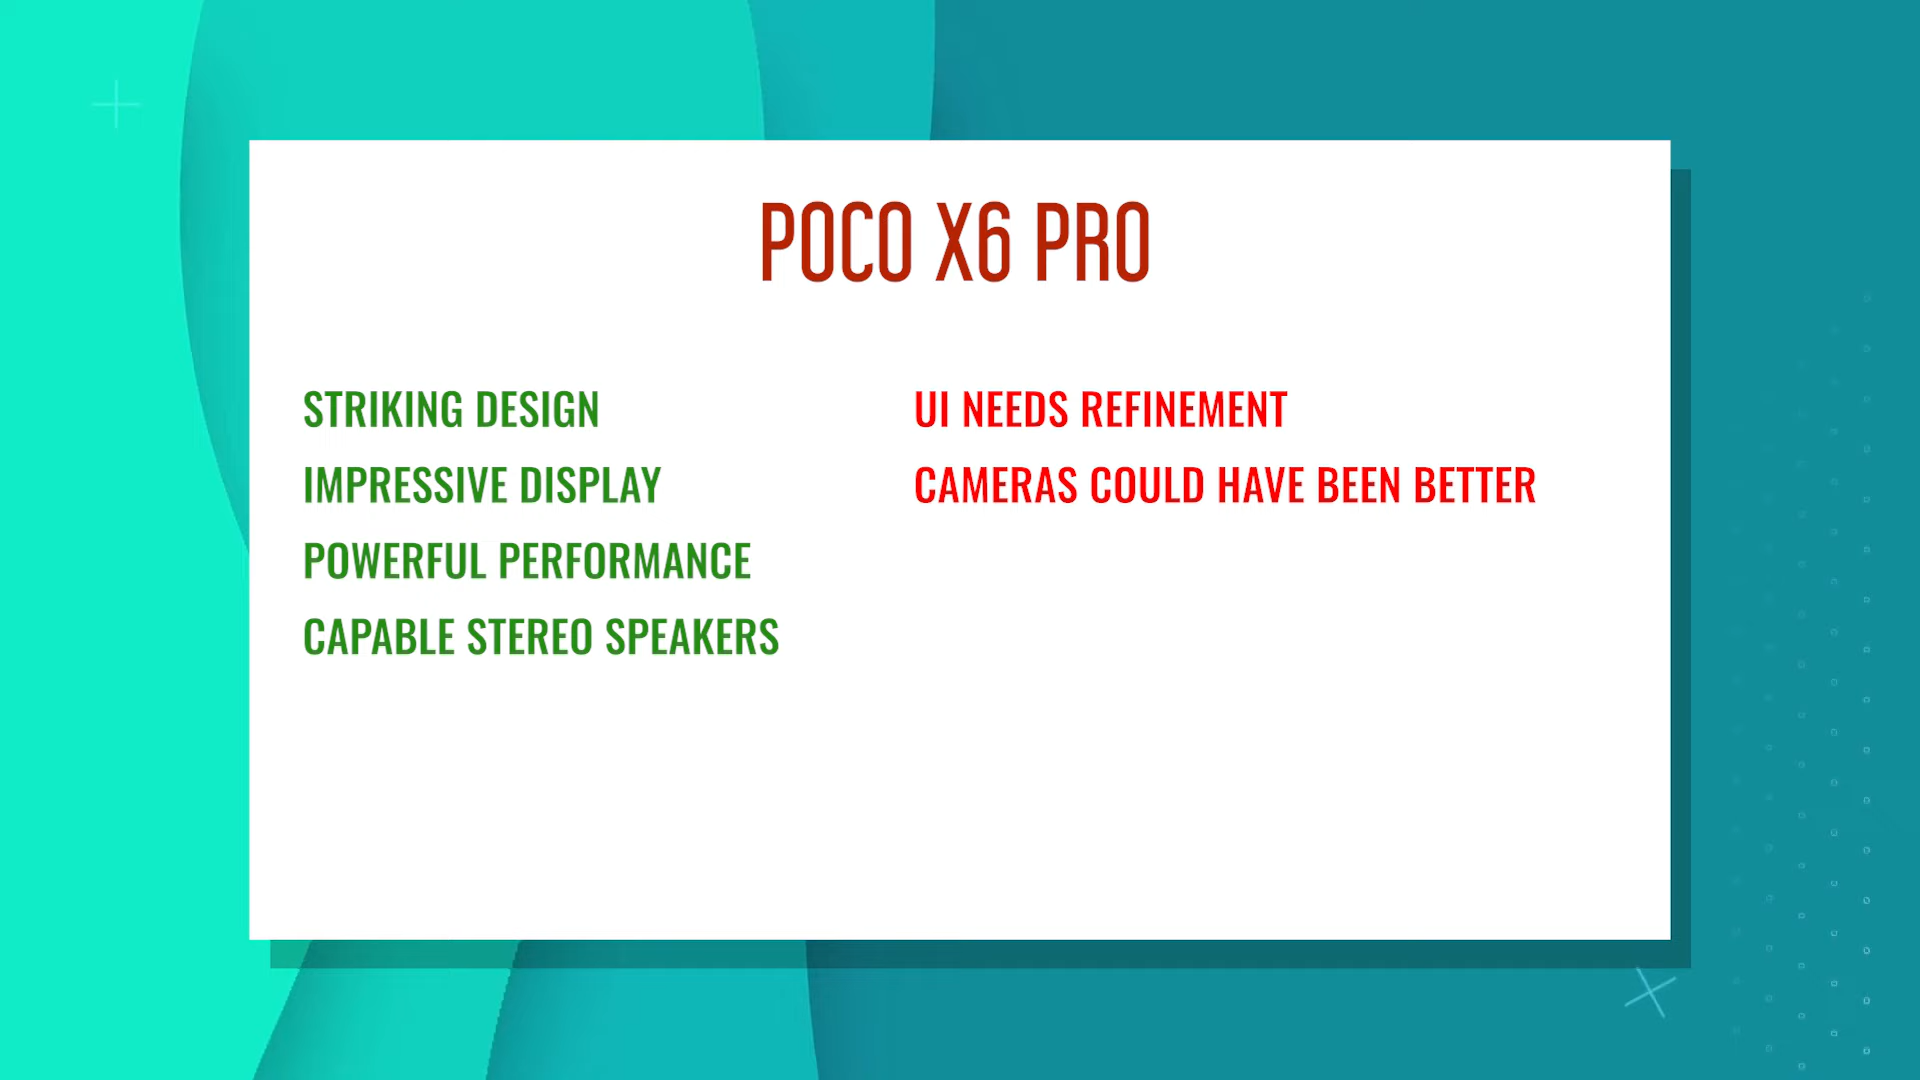 POCO X6 PRO
STRIKING DESIGN
IMPRESSIVE DISPLAY
POWERFUL PERFORMANCE
CAPABLE STEREO SPEAKERS
UI NEEDS REFINEMENT
CAMERAS COULD HAVE BEEN BETTER